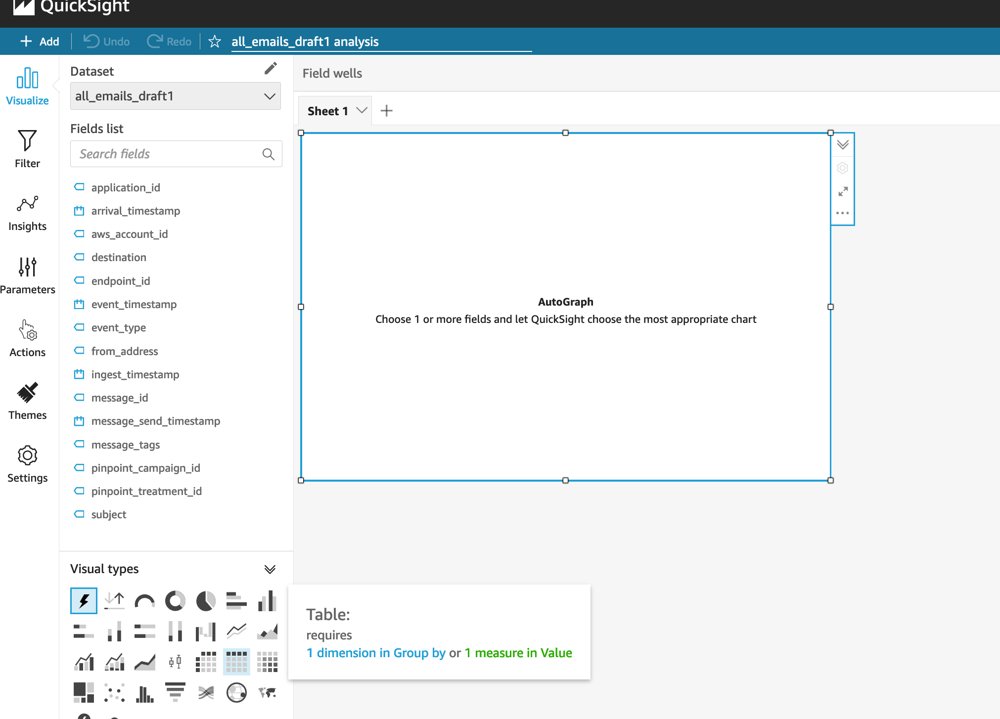 QuickSight
Add
Undo
Redo
all_emails_draft1 analysis
Visualize
Filter
Insights
Parameters
Actions
Themes
Settings
Dataset
all_emails_draft1
Fields list
Search fields
application_id
arrival_timestamp
aws_account_id
destination
endpoint_id
event_timestamp
event_type
from_address
ingest_timestamp
message_id
message_send_timestamp
message_tags
pinpoint_campaign_id
pinpoint_treatment_id
subject
Visual types
Field wells
Sheet 1
AutoGraph
Choose 1 or more fields and let QuickSight choose the most appropriate chart
Table:
requires
1 dimension in Group by or 1 measure in Value